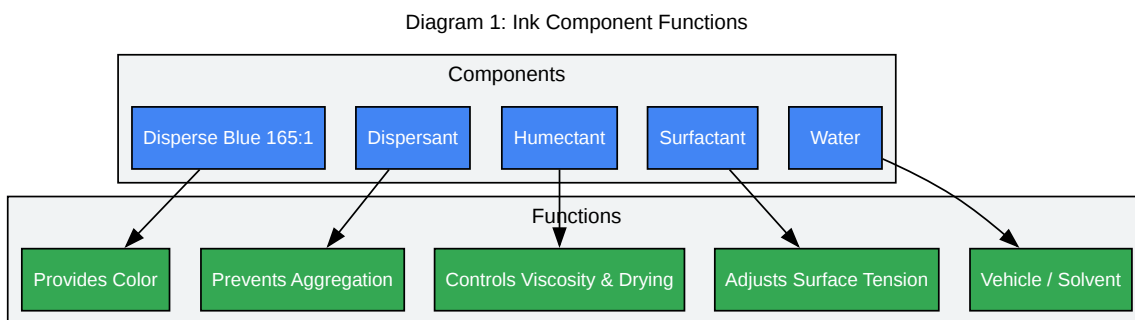 Diagram 1: Ink Component Functions
Components
Disperse Blue 165:1
Dispersant
Humectant
Surfactant
Water
Functions
Provides Color
Prevents Aggregation
Controls Viscosity & Drying
Adjusts Surface Tension
Vehicle / Solvent